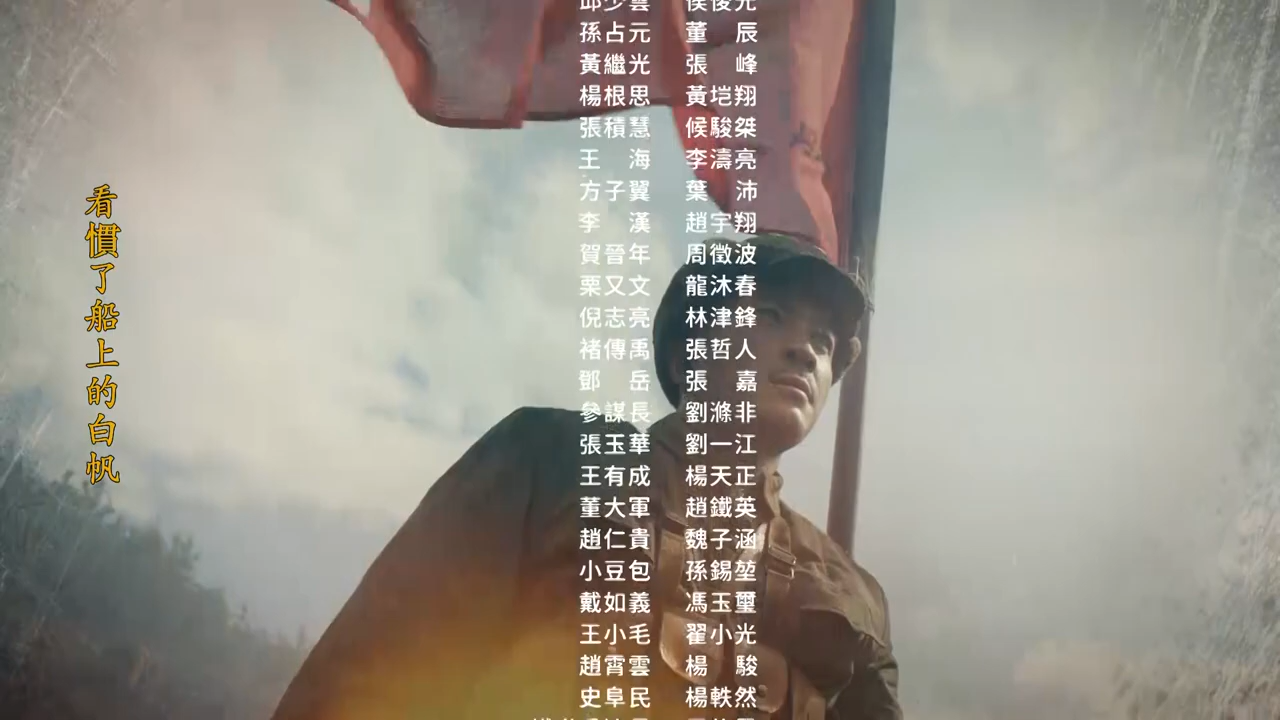 孫占元 董辰
黃繼光 張峰
楊根思 黃垲翔
張積慧 候駿桀
王海 李濤亮
方子翼 葉沛
李漢 趙宇翔
賀晉年 周徵波
栗又文 龍沐春
倪志亮 林津鋒
褚傳禹 張哲人
鄧岳 張嘉
參謀長 劉滌非
張玉華 劉一江
王有成 楊天正
董大軍 趙鐵英
趙仁貴 魏子涵
小豆包 孫錫堃
戴如義 馮玉璽
王小毛 翟小光
趙霄雲 楊駿
史阜民 楊軼然
看慣了船上的白帆